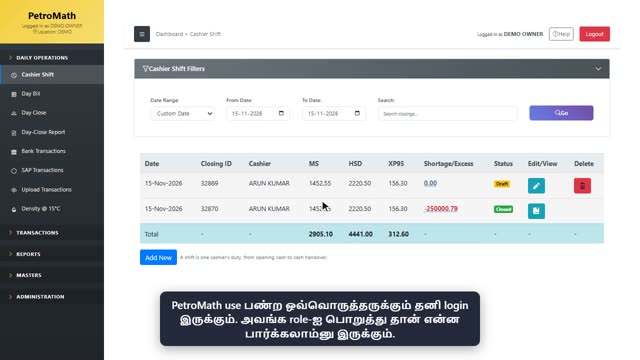 PetroMath
Logged in as DEMO OWNER
Location: DEMO
DAILY OPERATIONS
Cashier Shift
Day Bill
Day Close
Day-Close Report
Bank Transactions
SAP Transactions
Upload Transactions
Density @ 15°C
TRANSACTIONS
REPORTS
MASTERS
ADMINISTRATION
Dashboard > Cashier Shift
Logged in as DEMO OWNER Help Logout
Cashier Shift Filters
Date Range: From Date: To Date: Search:
Custom Date 15-11-2026 15-11-2026 Search closings... Go
Date Closing ID Cashier MS HSD XP95 Shortage/Excess Status Edit/View Delete
15-Nov-2026 32869 ARUN KUMAR 1452.55 2220.50 156.30 0.00 Draft
15-Nov-2026 32870 ARUN KUMAR 2220.50 156.30 -250000.79 Closed
Total - - 2905.10 4441.00 312.60 - - - -
Add New A shift is one cashier's duty, from opening cash to cash handover.
PetroMath use பண்ற ஒவ்வொருத்தருக்கும் தனி login
இருக்கும். அவங்க role-ஐ பொறுத்து தான் என்ன
பார்க்கலாம்னு இருக்கும்.